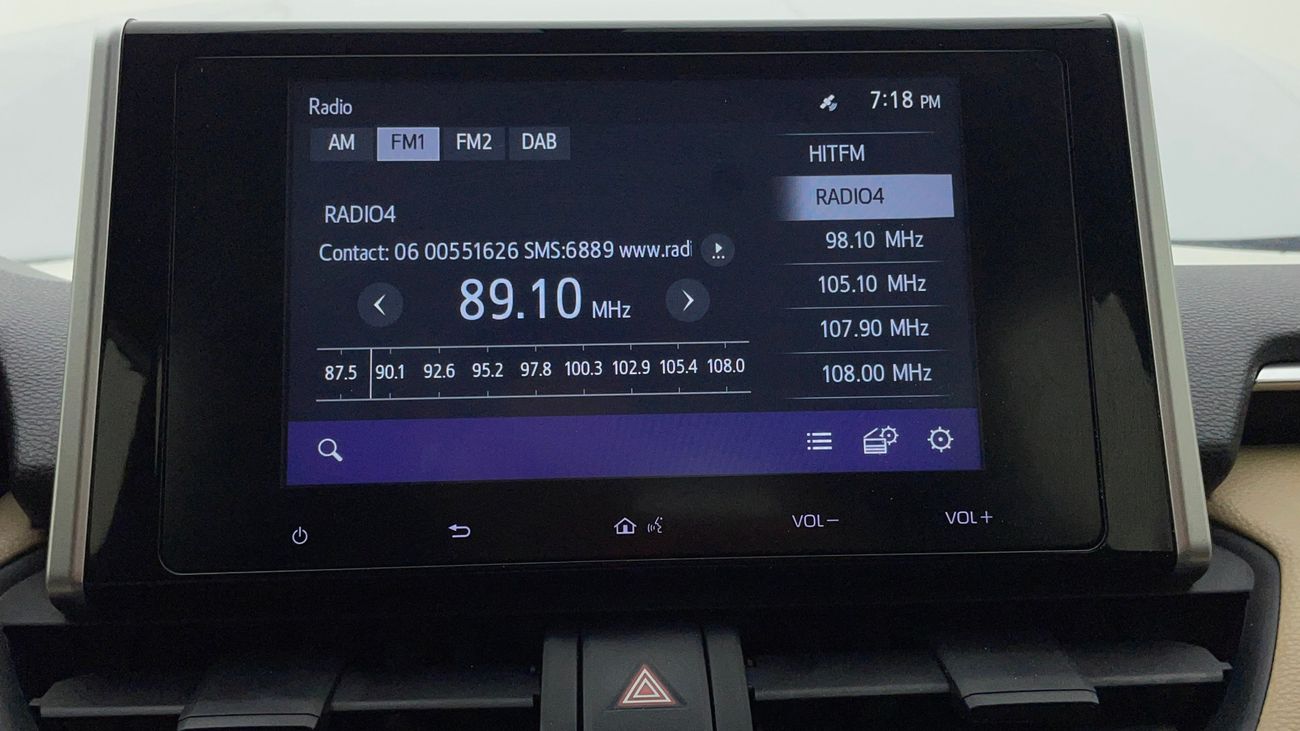 Radio
7:18 PM
AM FM1 FM2 DAB
HITFM
RADIO4
98.10 MHz
105.10 MHz
107.90 MHz
108.00 MHz
RADIO4
Contact: 06 00551626 SMS:6889 www.radi
89.10 MHz
87.5 90.1 92.6 95.2 97.8 100.3 102.9 105.4 108.0
VOL− VOL+